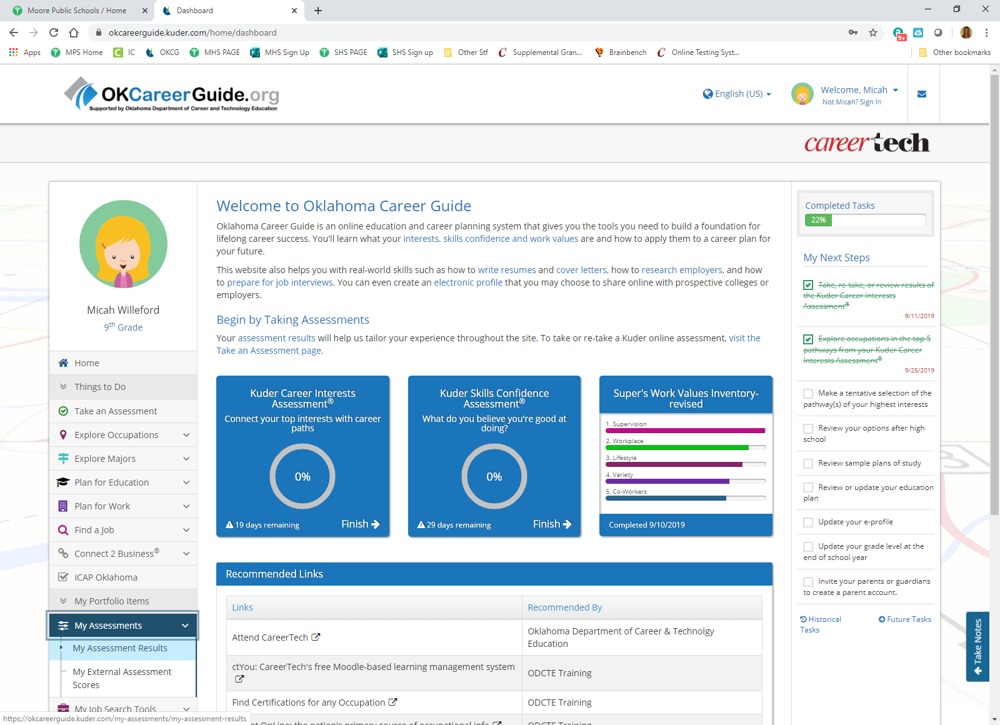 Moore Public Schools / Home
Dashboard
okcareerguide.kuder.com/home/dashboard
9+
Apps
MPS Home
IC
OKCG
MHS PAGE
MHS Sign Up
SHS PAGE
SHS Sign up
Other Stf
Supplemental Gran...
Brainbench
Online Testing Syst...
Other bookmarks
OKCareerGuide.org
Supported by Oklahoma Department of Career and Technology Education
English (US)
Welcome, Micah
Not Micah? Sign In
careertech
Micah Willeford
9th Grade
Home
Things to Do
Take an Assessment
Explore Occupations
Explore Majors
Plan for Education
Plan for Work
Find a Job
Connect 2 Business®
ICAP Oklahoma
My Portfolio Items
My Assessments
My Assessment Results
My External Assessment
Scores
My Job Search Tools
https://okcareerguide.kuder.com/my-assessments/my-assessment-results
Welcome to Oklahoma Career Guide
Oklahoma Career Guide is an online education and career planning system that gives you the tools you need to build a foundation for
lifelong career success. You'll learn what your interests, skills confidence and work values are and how to apply them to a career plan for
your future.
This website also helps you with real-world skills such as how to write resumes and cover letters, how to research employers, and how
to prepare for job interviews. You can even create an electronic profile that you may choose to share online with prospective colleges or
employers.
Begin by Taking Assessments
Your assessment results will help us tailor your experience throughout the site. To take or re-take a Kuder online assessment, visit the
Take an Assessment page.
Kuder Career Interests
Assessment®
Connect your top interests with career
paths
0%
19 days remaining
Finish
Kuder Skills Confidence
Assessment®
What do you believe you're good at
doing?
0%
29 days remaining
Finish
Super's Work Values Inventory-
revised
1. Supervision
2. Workplace
3. Lifestyle
4. Variety
5. Co-Workers
Completed 9/10/2019
Recommended Links
Links
Recommended By
Attend CareerTech
Oklahoma Department of Career & Technolgy
Education
ctYou: CareerTech's free Moodle-based learning management system
ODCTE Training
Find Certifications for any Occupation
ODCTE Training
OnLine: the nation's primary source of occupational info
ODCTE Training
Completed Tasks
22%
My Next Steps
Take, re-take, or review results of
the Kuder Career Interests
Assessment®
9/11/2019
Explore occupations in the top 5
pathways from your Kuder Career
Interests Assessment®
9/25/2019
Make a tentative selection of the
pathway(s) of your highest interests
Review your options after high
school
Review sample plans of study
Review or update your education
plan
Update your e-profile
Update your grade level at the
end of school year
Invite your parents or guardians
to create a parent account.
Historical
Tasks
Future Tasks
Take Notes